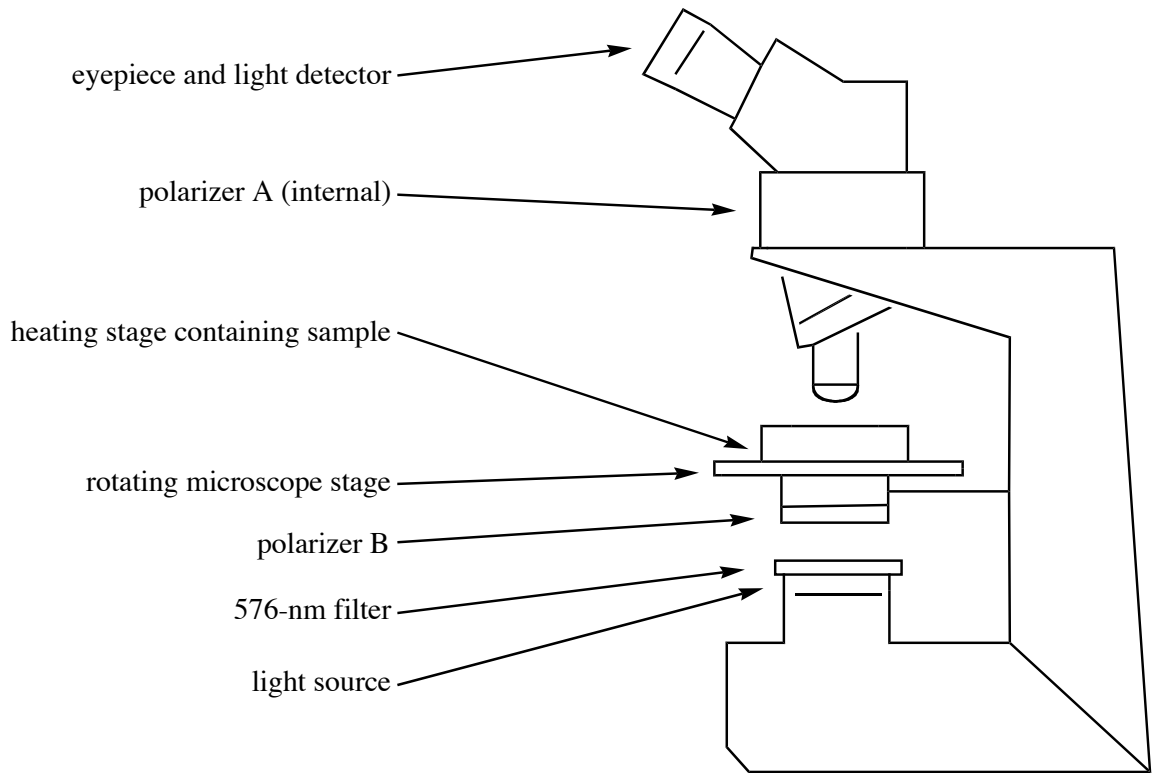 eyepiece and light detector
polarizer A (internal)
heating stage containing sample
rotating microscope stage
polarizer B
576-nm filter
light source